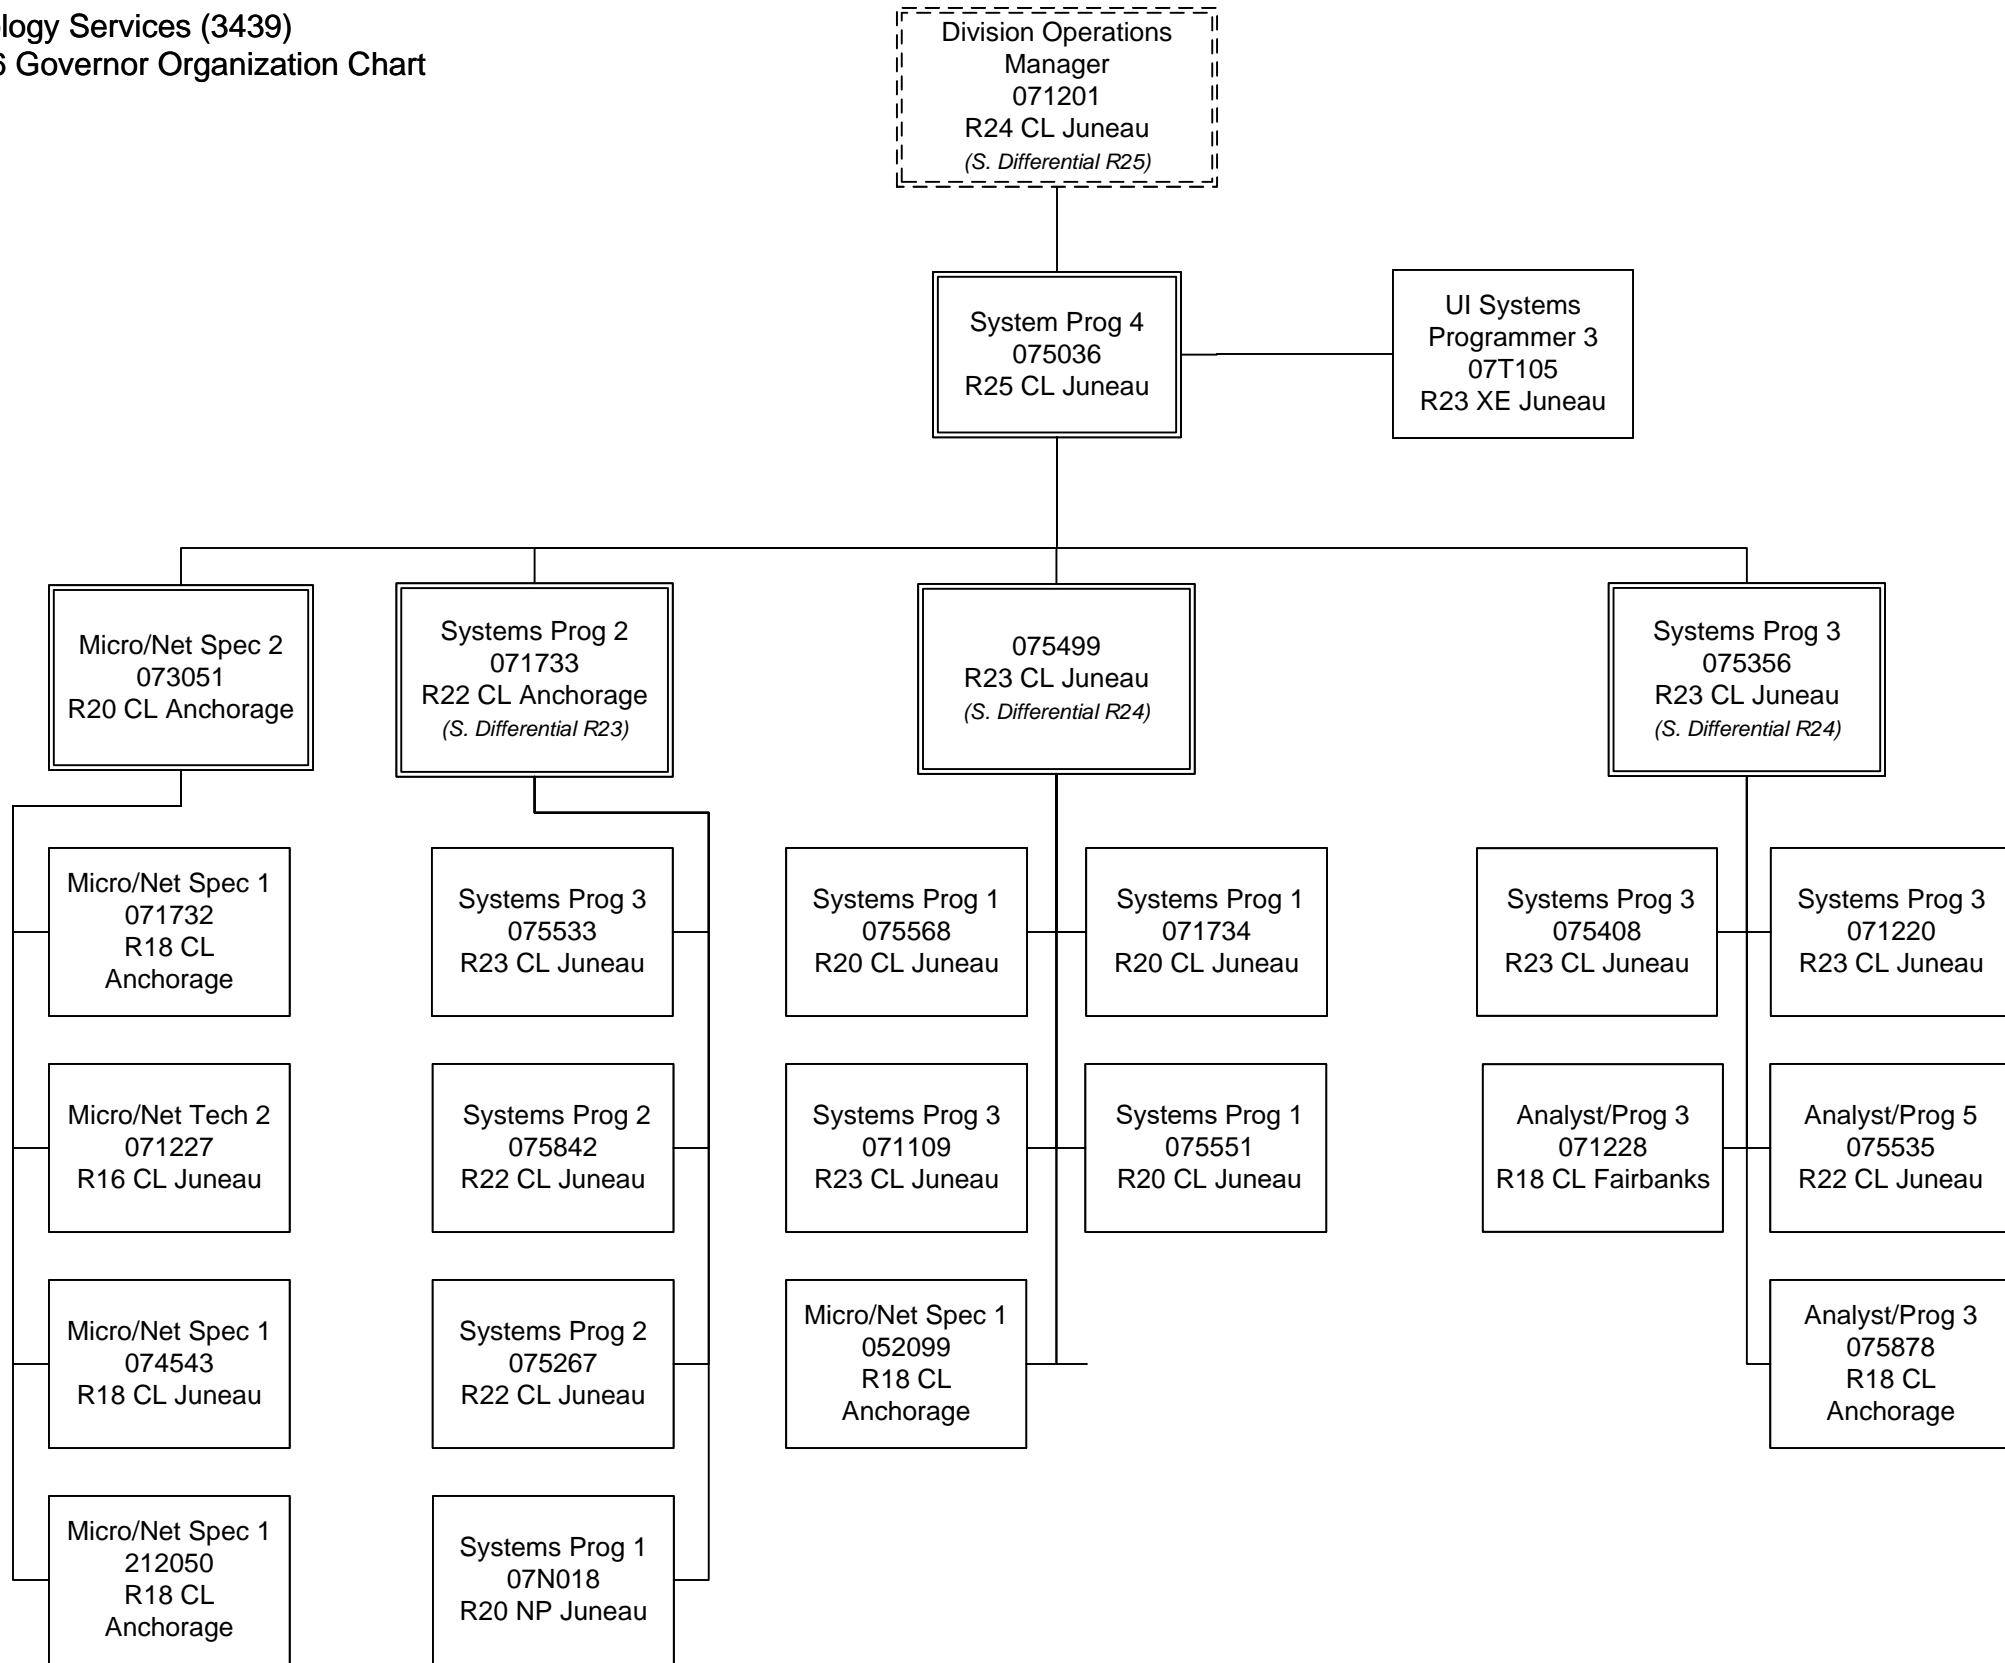 logy Services (3439)
6 Governor Organization Chart
Division Operations
Manager
071201
R24 CL Juneau
(S. Differential R25)
System Prog 4
075036
R25 CL Juneau
UI Systems
Programmer 3
07T105
R23 XE Juneau
Micro/Net Spec 2
073051
R20 CL Anchorage
Systems Prog 2
071733
R22 CL Anchorage
(S. Differential R23)
075499
R23 CL Juneau
(S. Differential R24)
Systems Prog 3
075356
R23 CL Juneau
(S. Differential R24)
Micro/Net Spec 1
071732
R18 CL
Anchorage
Systems Prog 3
075533
R23 CL Juneau
Systems Prog 1
075568
R20 CL Juneau
Systems Prog 1
071734
R20 CL Juneau
Systems Prog 3
075408
R23 CL Juneau
Systems Prog 3
071220
R23 CL Juneau
Micro/Net Tech 2
071227
R16 CL Juneau
Systems Prog 2
075842
R22 CL Juneau
Systems Prog 3
071109
R23 CL Juneau
Systems Prog 1
075551
R20 CL Juneau
Analyst/Prog 3
071228
R18 CL Fairbanks
Analyst/Prog 5
075535
R22 CL Juneau
Micro/Net Spec 1
074543
R18 CL Juneau
Systems Prog 2
075267
R22 CL Juneau
Micro/Net Spec 1
052099
R18 CL
Anchorage
Analyst/Prog 3
075878
R18 CL
Anchorage
Micro/Net Spec 1
212050
R18 CL
Anchorage
Systems Prog 1
07N018
R20 NP Juneau